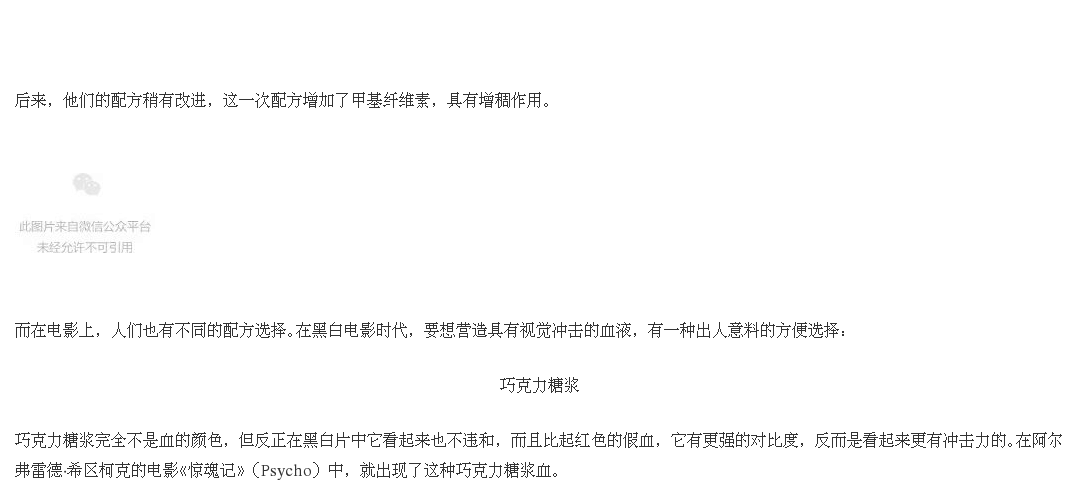 后来，他们的配方稍有改进，这一次配方增加了甲基纤维素，具有增稠作用。
此图片来自微信公众平台
未经允许不可引用
而在电影上，人们也有不同的配方选择。在黑白电影时代，要想营造具有视觉冲击的血液，有一种出人意料的方便选择：
巧克力糖浆
巧克力糖浆完全不是血的颜色，但反正在黑白片中它看起来也不违和，而且比起红色的假血，它有更强的对比度，反而是看起来更有冲击力的。在阿尔
弗雷德·希区柯克的电影《惊魂记》（Psycho）中，就出现了这种巧克力糖浆血。